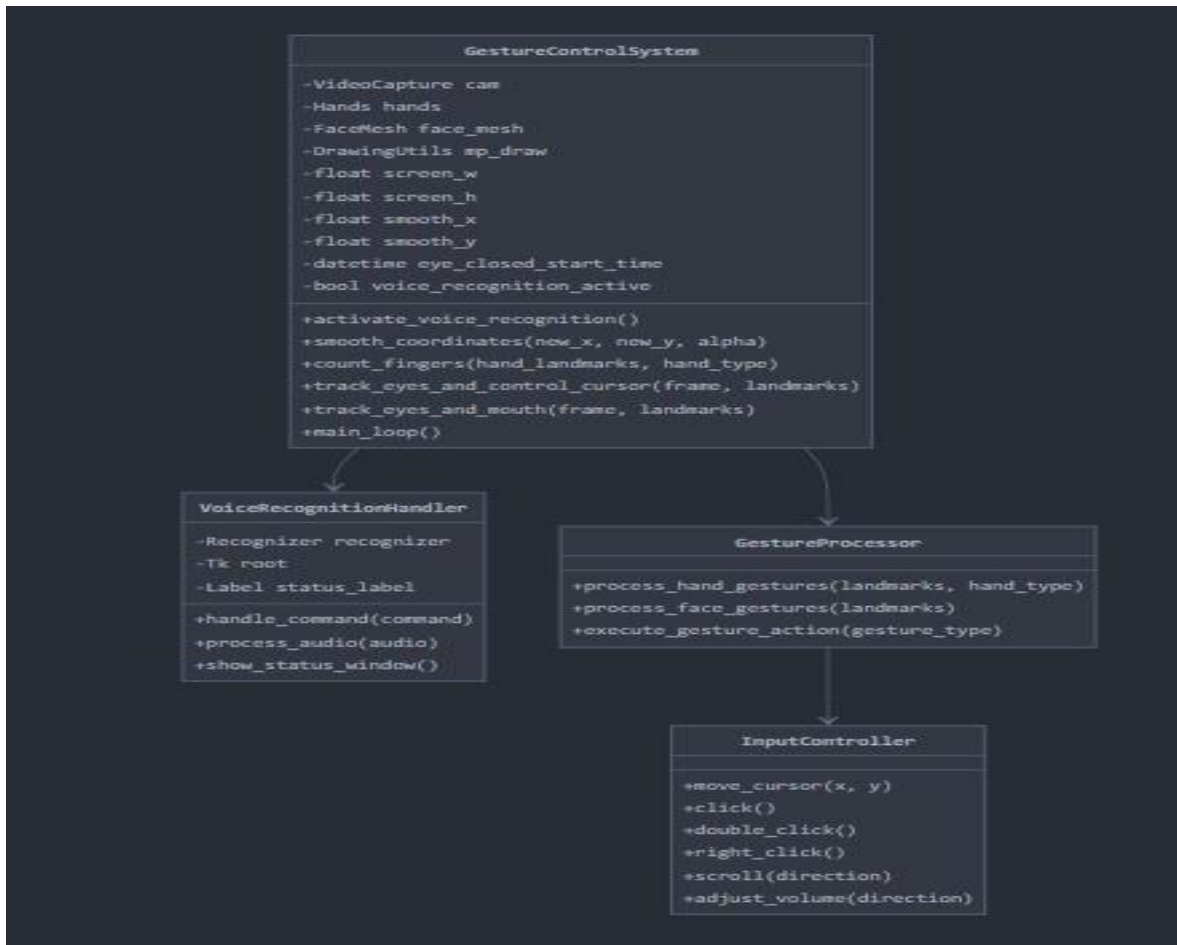 GestureControlSystem
-VideoCapture cam
-Hands hands
-FaceMesh face_mesh
-DrawingUtils mp_draw
-float screen_w
-float screen_h
-float smooth_x
-float smooth_y
-datetime eye_closed_start_time
-bool voice_recognition_active
+activate_voice_recognition()
+smooth_coordinates(new_x, new_y, alpha)
+count_fingers(hand_landmarks, hand_type)
+track_eyes_and_control_cursor(frame, landmarks)
+track_eyes_and_mouth(frame, landmarks)
+main_loop()
VoiceRecognitionHandler
-Recognizer recognizer
-Tk root
-Label status_label
+handle_command(command)
+process_audio(audio)
+show_status_window()
GestureProcessor
+process_hand_gestures(landmarks, hand_type)
+process_face_gestures(landmarks)
+execute_gesture_action(gesture_type)
InputController
+move_cursor(x, y)
+click()
+double_click()
+right_click()
+scroll(direction)
+adjust_volume(direction)